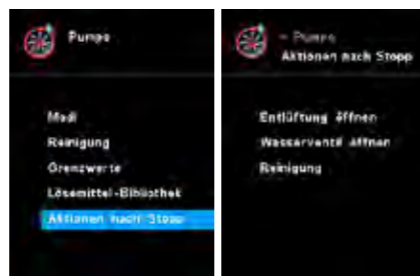 Pumpe
Modi
Reinigung
Grenzwerte
Lösemittel-Bibliothek
Aktionen nach Stopp
← Pumpe
Aktionen nach Stopp
Entlüftung öffnen
Wasserventil öffnen
Reinigung